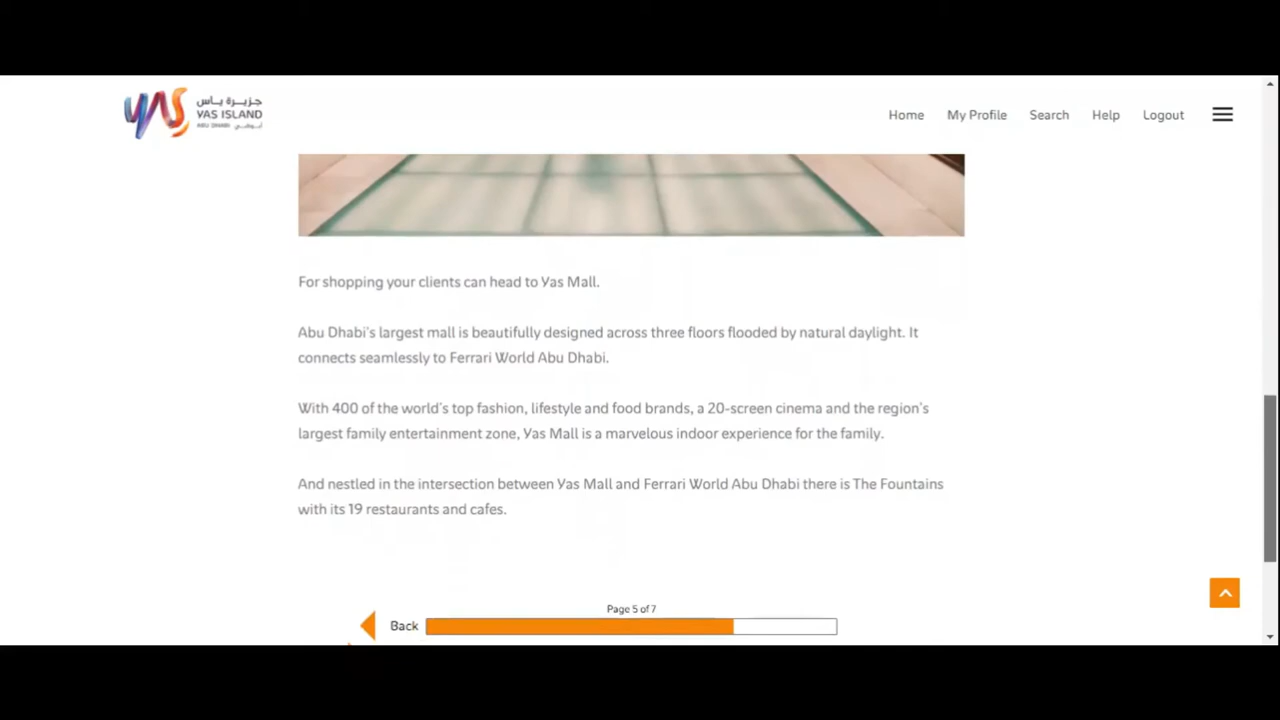 جزيرة ياس
YAS ISLAND
ABU DHABI أبوظبي
Home My Profile Search Help Logout
For shopping your clients can head to Yas Mall.
Abu Dhabi's largest mall is beautifully designed across three floors flooded by natural daylight. It
connects seamlessly to Ferrari World Abu Dhabi.
With 400 of the world's top fashion, lifestyle and food brands, a 20-screen cinema and the region's
largest family entertainment zone, Yas Mall is a marvelous indoor experience for the family.
And nestled in the intersection between Yas Mall and Ferrari World Abu Dhabi there is The Fountains
with its 19 restaurants and cafes.
Page 5 of 7
Back